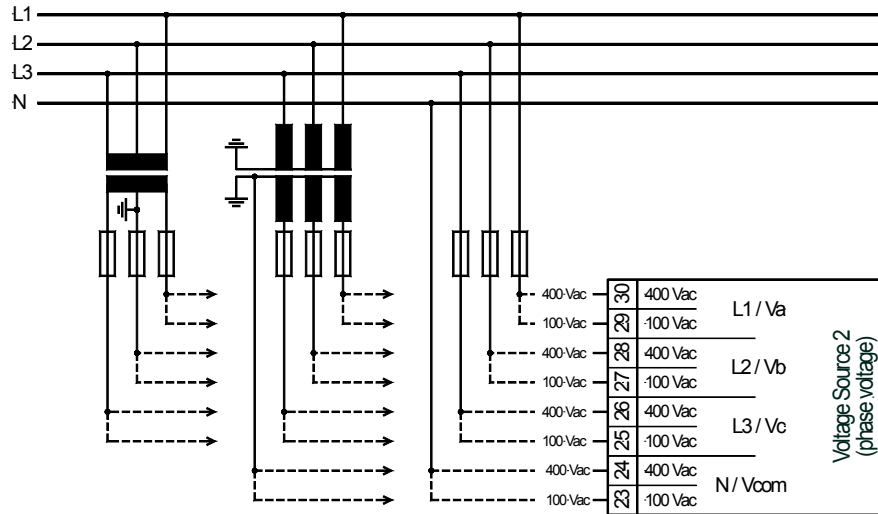 L1
L2
L3
N
400 Vac 30 400 Vac
L1 / Va
100 Vac 29 100 Vac
400 Vac 28 400 Vac
L2 / Vb
100 Vac 27 100 Vac
400 Vac 26 400 Vac
L3 / Vc
100 Vac 25 100 Vac
400 Vac 24 400 Vac
N / Vcom
100 Vac 23 100 Vac
Voltage Source 2
(phase voltage)